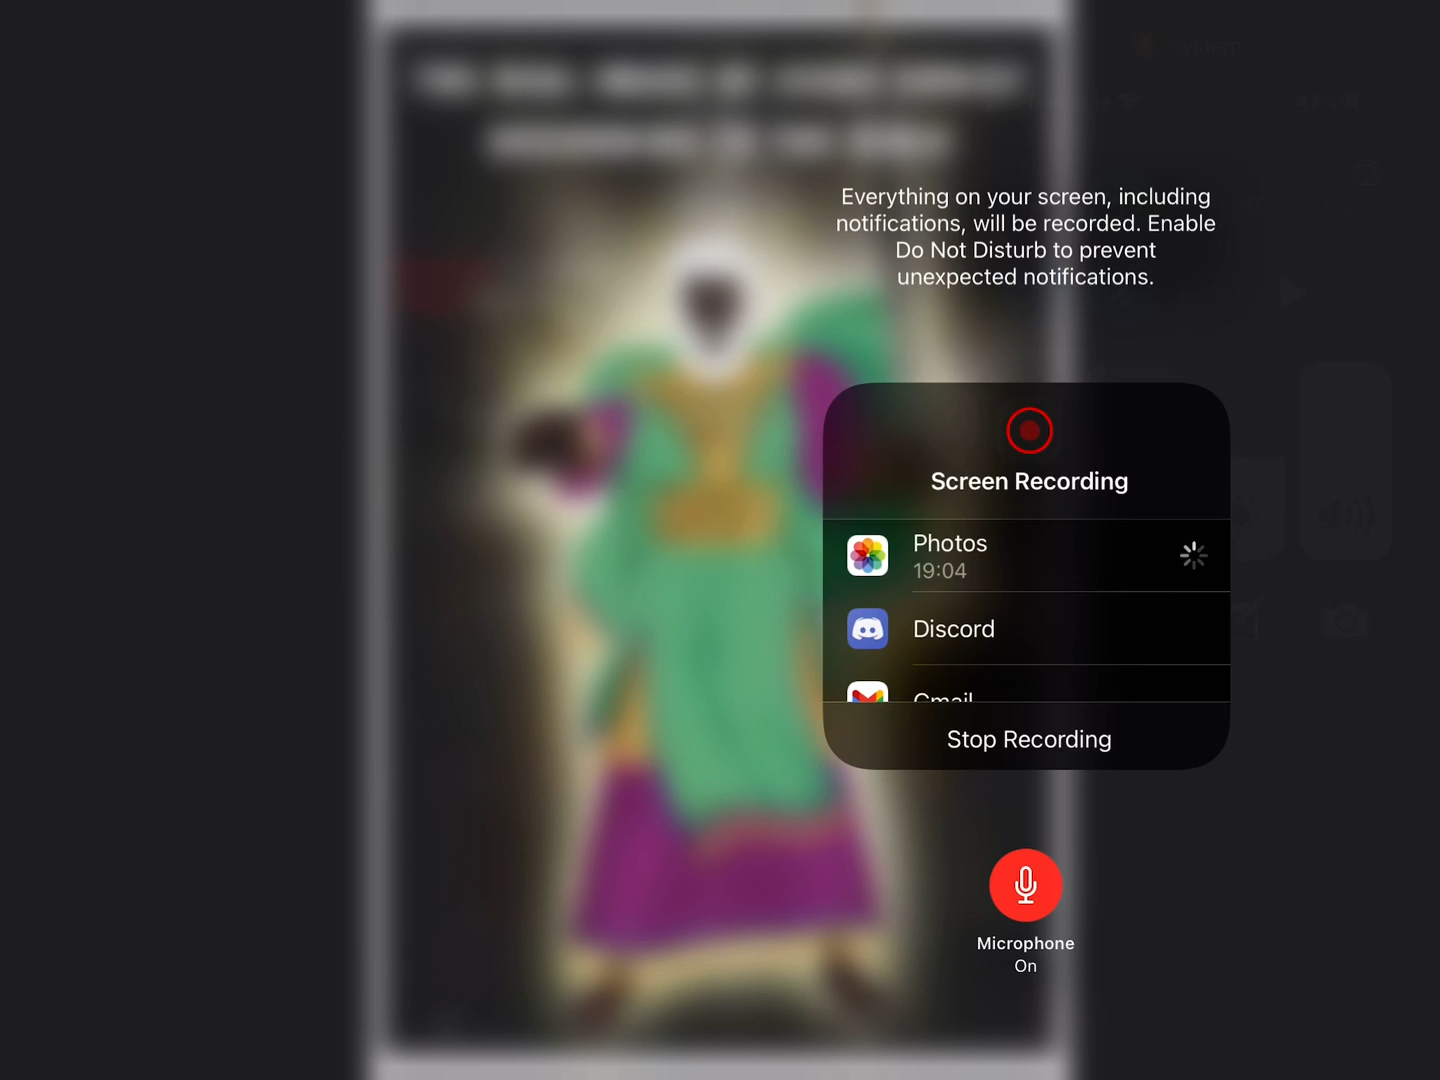 Everything on your screen, including
notifications, will be recorded. Enable
Do Not Disturb to prevent
unexpected notifications.
Screen Recording
Photos
19:04
Discord
Gmail
Stop Recording
Microphone
On